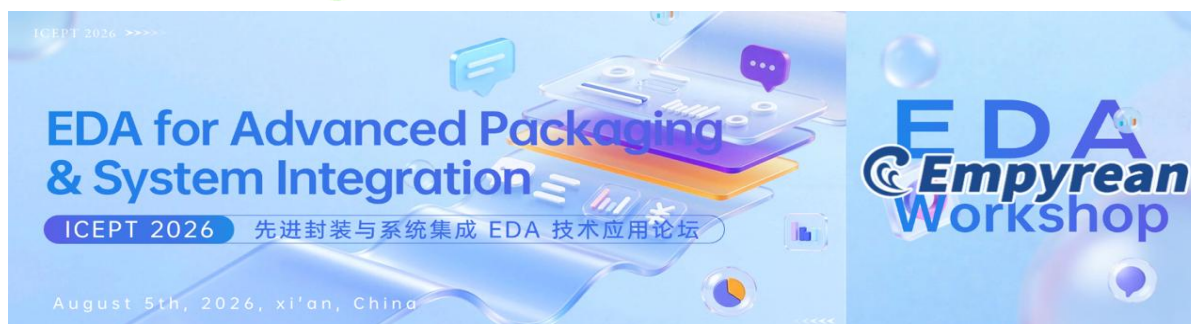 ICEPT 2026 >>>>>
EDA for Advanced Packaging
& System Integration
ICEPT 2026 先进封装与系统集成 EDA 技术应用论坛
August 5th, 2026, xi'an, China
EDA
Empyrean
Workshop
<<<<